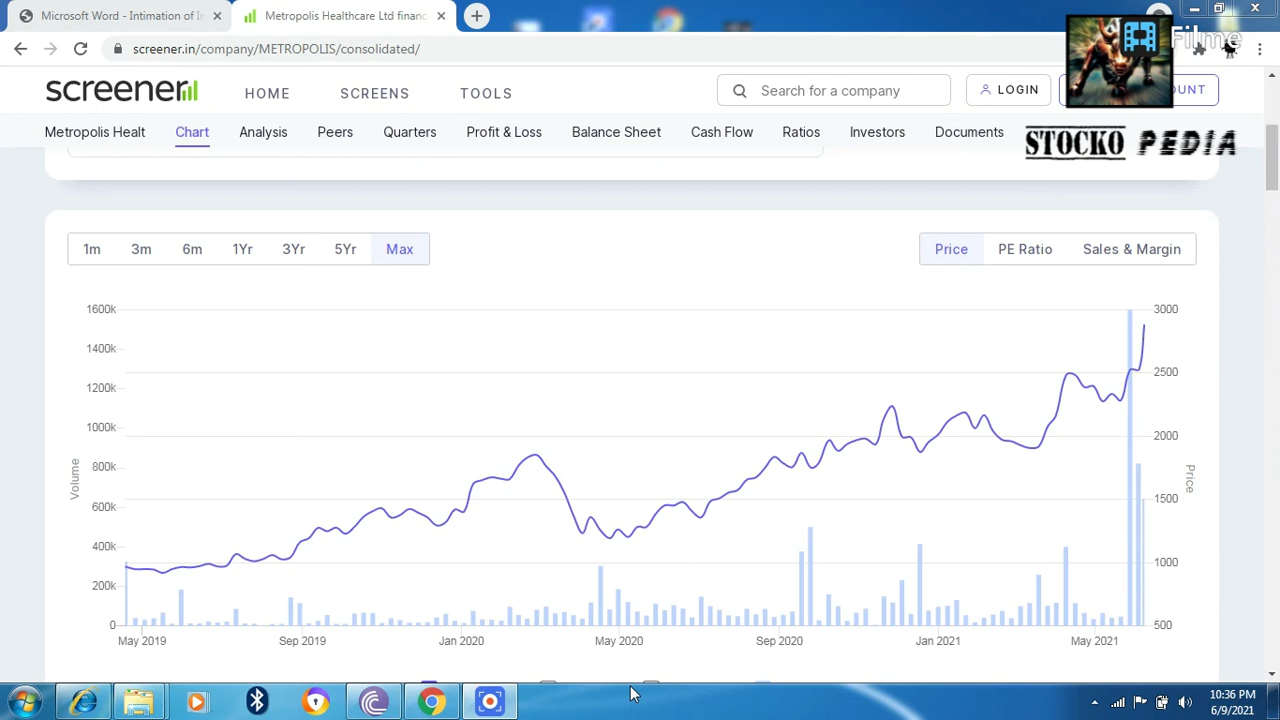 Microsoft Word - Intimation of In
Metropolis Healthcare Ltd financ
screener.in/company/METROPOLIS/consolidated/
Filme
screener
HOME SCREENS TOOLS
Search for a company
LOGIN
OUNT
Metropolis Healt Chart Analysis Peers Quarters Profit & Loss Balance Sheet Cash Flow Ratios Investors Documents
STOCKO PEDIA
1m 3m 6m 1Yr 3Yr 5Yr Max
Price PE Ratio Sales & Margin
1600k 3000
1400k
2500
1200k
1000k 2000
800k
1500
600k
400k 1000
200k
0 500
Volume
Price
May 2019 Sep 2019 Jan 2020 May 2020 Sep 2020 Jan 2021 May 2021
10:36 PM
6/9/2021